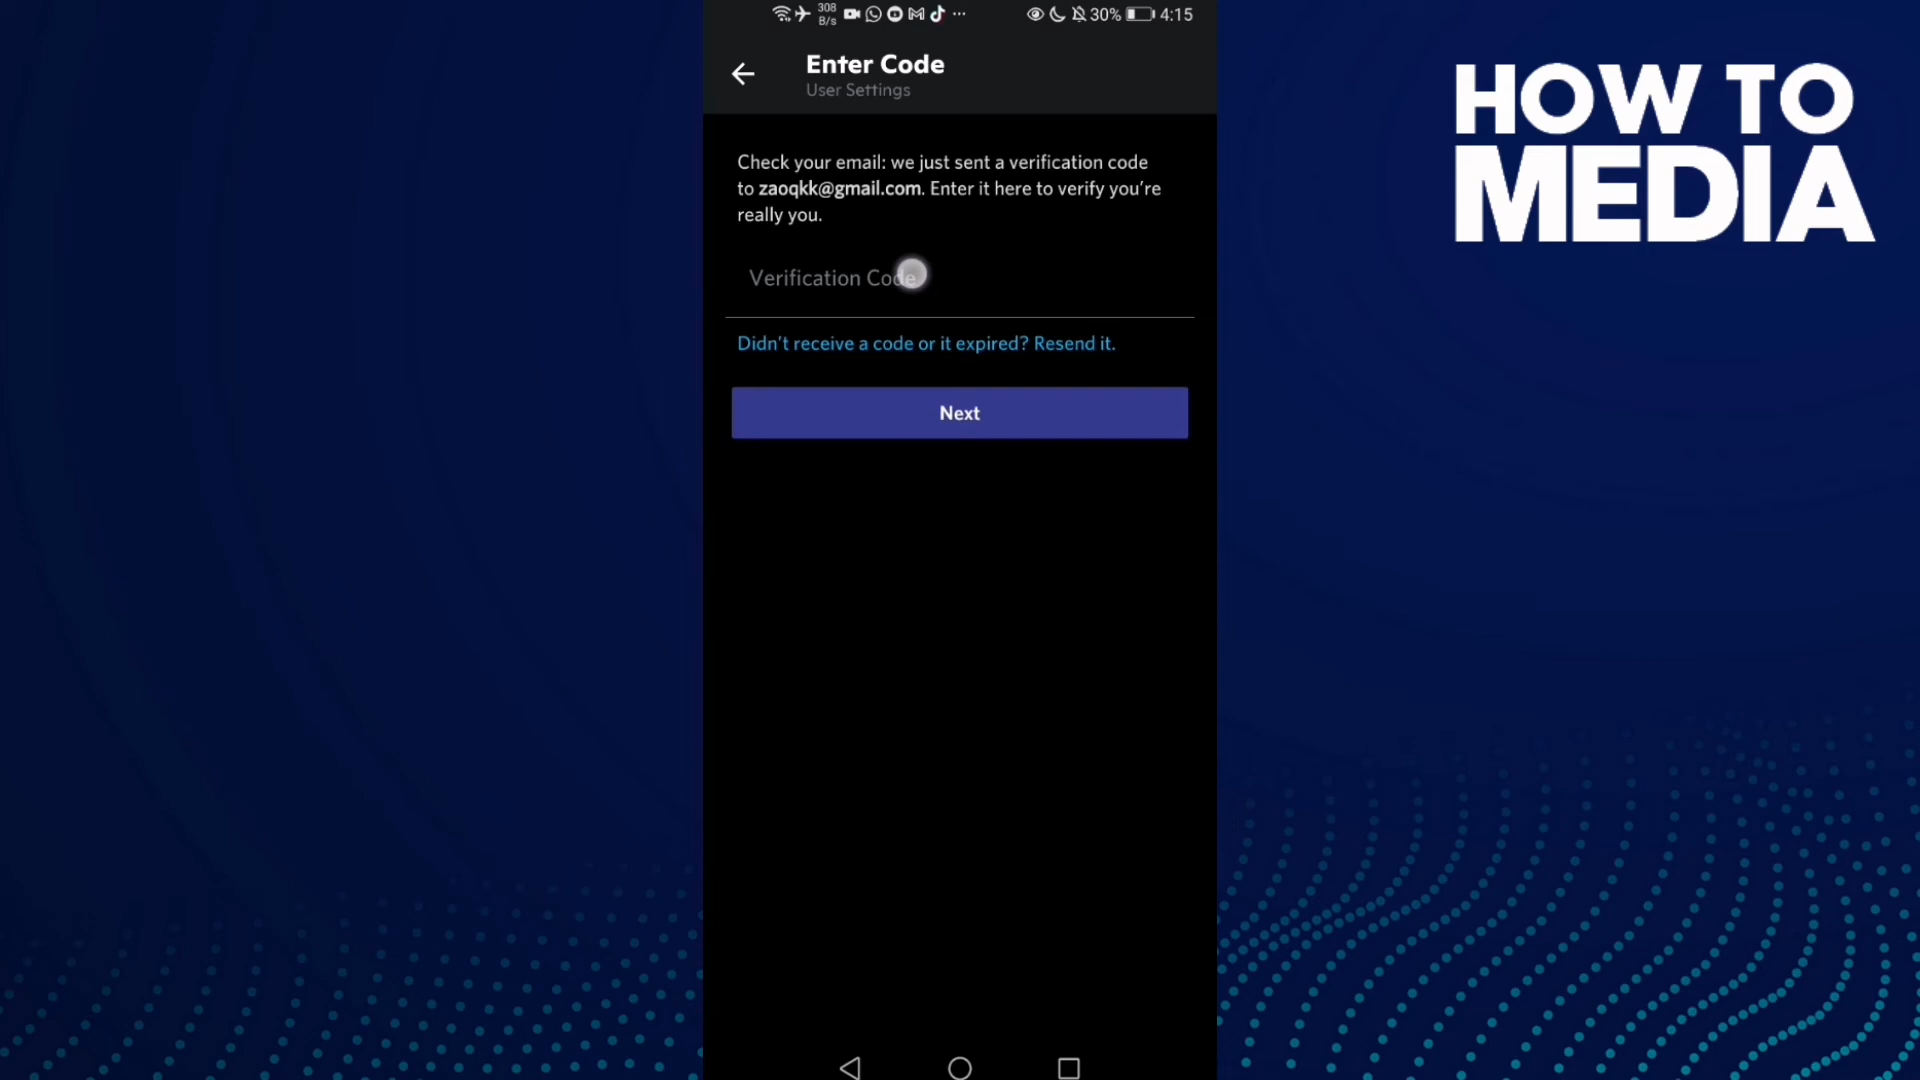 308
B/s
30% 4:15
Enter Code
User Settings
Check your email: we just sent a verification code
to zaoqkk@gmail.com. Enter it here to verify you're
really you.
Verification Code
Didn't receive a code or it expired? Resend it.
Next
HOW TO
MEDIA